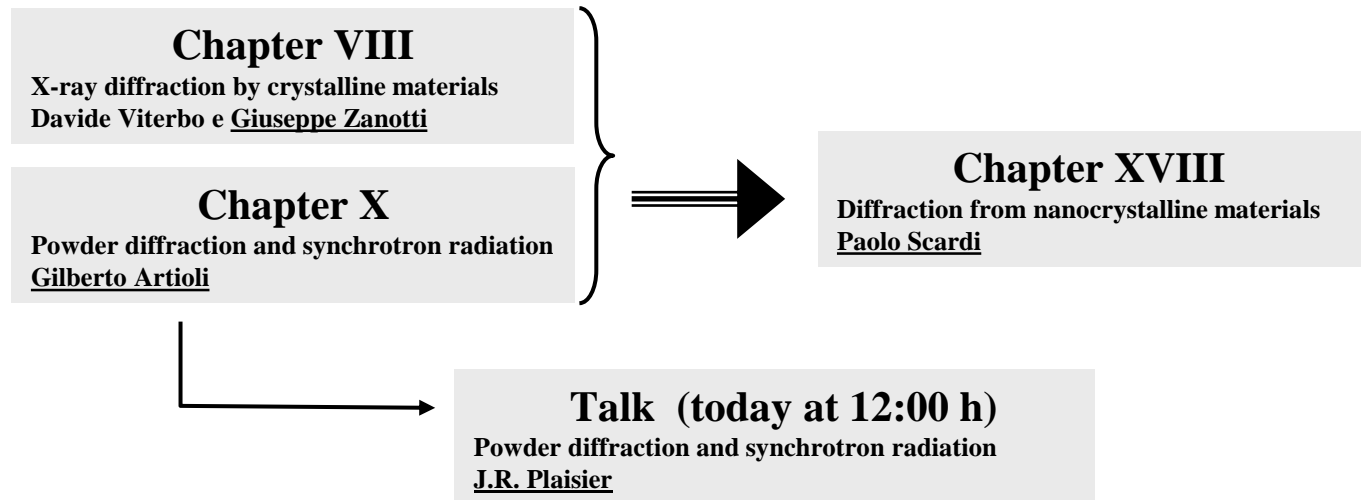 Chapter VIII
X-ray diffraction by crystalline materials
Davide Viterbo e Giuseppe Zanotti
Chapter X
Powder diffraction and synchrotron radiation
Gilberto Artioli
Chapter XVIII
Diffraction from nanocrystalline materials
Paolo Scardi
Talk (today at 12:00 h)
Powder diffraction and synchrotron radiation
J.R. Plaisier